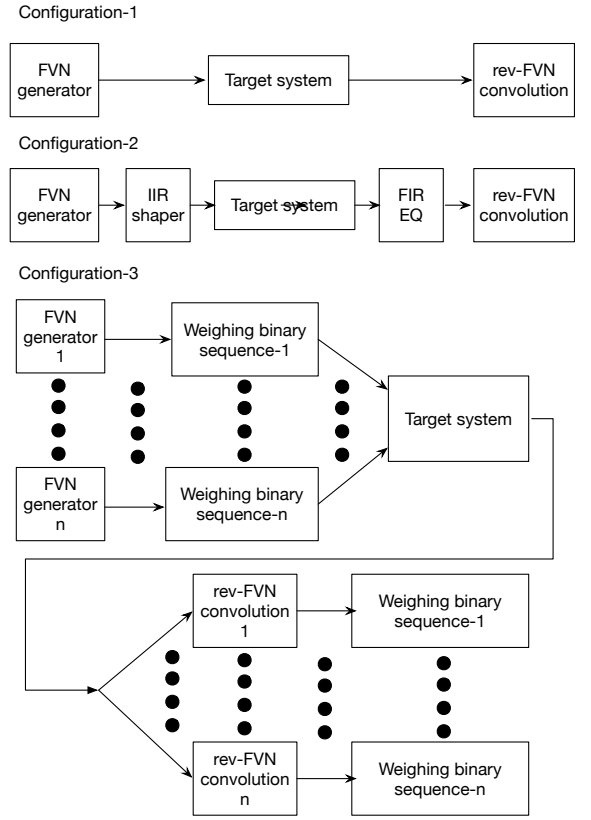 Configuration-1
FVN
generator
Target system
rev-FVN
convolution
Configuration-2
FVN
generator
IIR
shaper
Target system
FIR
EQ
rev-FVN
convolution
Configuration-3
FVN
generator
1
Weighing binary
sequence-1
Target system
FVN
generator
n
Weighing binary
sequence-n
rev-FVN
convolution
1
Weighing binary
sequence-1
rev-FVN
convolution
n
Weighing binary
sequence-n